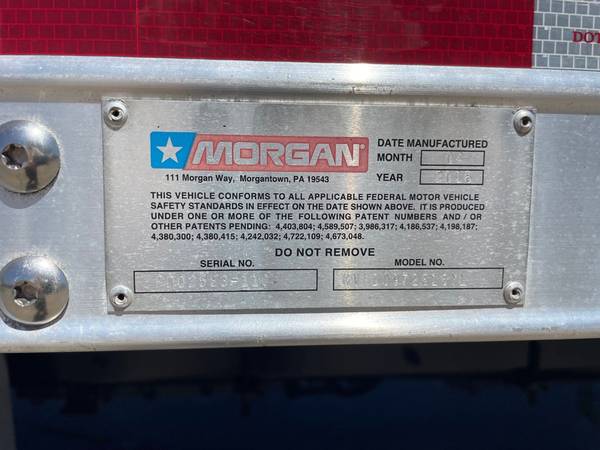 DOT
MORGAN®
111 Morgan Way, Morgantown, PA 19543
DATE MANUFACTURED
MONTH
YEAR
THIS VEHICLE CONFORMS TO ALL APPLICABLE FEDERAL MOTOR VEHICLE
SAFETY STANDARDS IN EFFECT ON THE DATE SHOWN ABOVE. IT IS PRODUCED
UNDER ONE OR MORE OF THE FOLLOWING PATENT NUMBERS AND / OR
OTHER PATENTS PENDING: 4,403,804; 4,589,507; 3,986,317; 4,186,537; 4,198,187;
4,380,300; 4,380,415; 4,242,032; 4,722,109; 4,673,048.
DO NOT REMOVE
SERIAL NO.
MODEL NO.